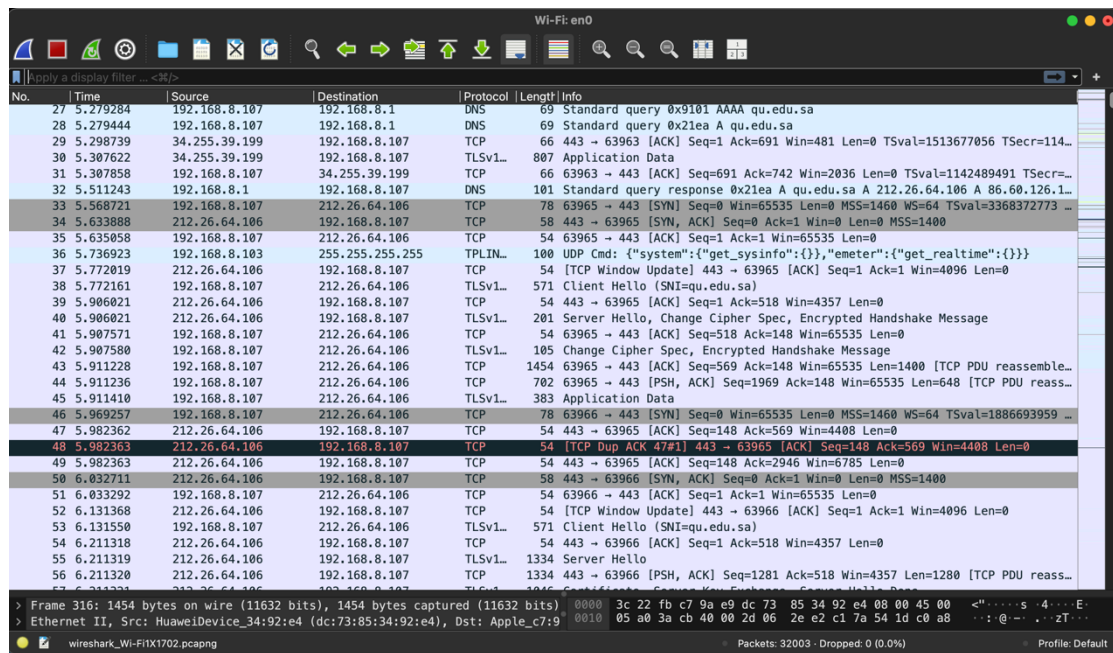 Wi-Fi: en0
Apply a display filter … <⌘/>
No. Time Source Destination Protocol Length Info
27 5.279284 192.168.8.107 192.168.8.1 DNS 69 Standard query 0x9101 AAAA qu.edu.sa
28 5.279444 192.168.8.107 192.168.8.1 DNS 69 Standard query 0x21ea A qu.edu.sa
29 5.298739 34.255.39.199 192.168.8.107 TCP 66 443 → 63963 [ACK] Seq=1 Ack=691 Win=481 Len=0 TSval=1513677056 TSecr=114…
30 5.307622 34.255.39.199 192.168.8.107 TLSv1… 807 Application Data
31 5.307858 192.168.8.107 34.255.39.199 TCP 66 63963 → 443 [ACK] Seq=691 Ack=742 Win=2036 Len=0 TSval=1142489491 TSecr=…
32 5.511243 192.168.8.1 192.168.8.107 DNS 101 Standard query response 0x21ea A qu.edu.sa A 212.26.64.106 A 86.60.126.1…
33 5.568721 192.168.8.107 212.26.64.106 TCP 78 63965 → 443 [SYN] Seq=0 Win=65535 Len=0 MSS=1460 WS=64 TSval=3368372773 …
34 5.633888 212.26.64.106 192.168.8.107 TCP 58 443 → 63965 [SYN, ACK] Seq=0 Ack=1 Win=0 Len=0 MSS=1400
35 5.635058 192.168.8.107 212.26.64.106 TCP 54 63965 → 443 [ACK] Seq=1 Ack=1 Win=65535 Len=0
36 5.736923 192.168.8.103 255.255.255.255 TPLIN… 100 UDP Cmd: {"system":{"get_sysinfo":{}},"emeter":{"get_realtime":{}}}
37 5.772019 212.26.64.106 192.168.8.107 TCP 54 [TCP Window Update] 443 → 63965 [ACK] Seq=1 Ack=1 Win=4096 Len=0
38 5.772161 192.168.8.107 212.26.64.106 TLSv1… 571 Client Hello (SNI=qu.edu.sa)
39 5.906021 212.26.64.106 192.168.8.107 TCP 54 443 → 63965 [ACK] Seq=1 Ack=518 Win=4357 Len=0
40 5.906021 212.26.64.106 192.168.8.107 TLSv1… 201 Server Hello, Change Cipher Spec, Encrypted Handshake Message
41 5.907571 192.168.8.107 212.26.64.106 TCP 54 63965 → 443 [ACK] Seq=518 Ack=148 Win=65535 Len=0
42 5.907580 192.168.8.107 212.26.64.106 TLSv1… 105 Change Cipher Spec, Encrypted Handshake Message
43 5.911228 192.168.8.107 212.26.64.106 TCP 1454 63965 → 443 [ACK] Seq=569 Ack=148 Win=65535 Len=1400 [TCP PDU reassemble…
44 5.911236 192.168.8.107 212.26.64.106 TCP 702 63965 → 443 [PSH, ACK] Seq=1969 Ack=148 Win=65535 Len=648 [TCP PDU reass…
45 5.911410 192.168.8.107 212.26.64.106 TLSv1… 383 Application Data
46 5.969257 192.168.8.107 212.26.64.106 TCP 78 63966 → 443 [SYN] Seq=0 Win=65535 Len=0 MSS=1460 WS=64 TSval=1886693959 …
47 5.982362 212.26.64.106 192.168.8.107 TCP 54 443 → 63965 [ACK] Seq=148 Ack=569 Win=4408 Len=0
48 5.982363 212.26.64.106 192.168.8.107 TCP 54 [TCP Dup ACK 47#1] 443 → 63965 [ACK] Seq=148 Ack=569 Win=4408 Len=0
49 5.982363 212.26.64.106 192.168.8.107 TCP 54 443 → 63965 [ACK] Seq=148 Ack=2946 Win=6785 Len=0
50 6.032711 212.26.64.106 192.168.8.107 TCP 58 443 → 63966 [SYN, ACK] Seq=0 Ack=1 Win=0 Len=0 MSS=1400
51 6.033292 192.168.8.107 212.26.64.106 TCP 54 63966 → 443 [ACK] Seq=1 Ack=1 Win=65535 Len=0
52 6.131368 212.26.64.106 192.168.8.107 TCP 54 [TCP Window Update] 443 → 63966 [ACK] Seq=1 Ack=1 Win=4096 Len=0
53 6.131550 192.168.8.107 212.26.64.106 TLSv1… 571 Client Hello (SNI=qu.edu.sa)
54 6.211318 212.26.64.106 192.168.8.107 TCP 54 443 → 63966 [ACK] Seq=1 Ack=518 Win=4357 Len=0
55 6.211319 212.26.64.106 192.168.8.107 TLSv1… 1334 Server Hello
56 6.211320 212.26.64.106 192.168.8.107 TCP 1334 443 → 63966 [PSH, ACK] Seq=1281 Ack=518 Win=4357 Len=1280 [TCP PDU reass…
> Frame 316: 1454 bytes on wire (11632 bits), 1454 bytes captured (11632 bits)
> Ethernet II, Src: HuaweiDevice_34:92:e4 (dc:73:85:34:92:e4), Dst: Apple_c7:9
0000 3c 22 fb c7 9a e9 dc 73 85 34 92 e4 08 00 45 00 <"·····s ·4····E·
0010 05 a0 3a cb 40 00 2d 06 2e e2 c1 7a 54 1d c0 a8 ··:·@·-· .··zT···
wireshark_Wi-Fi1X1702.pcapng
Packets: 32003 · Dropped: 0 (0.0%)
Profile: Default